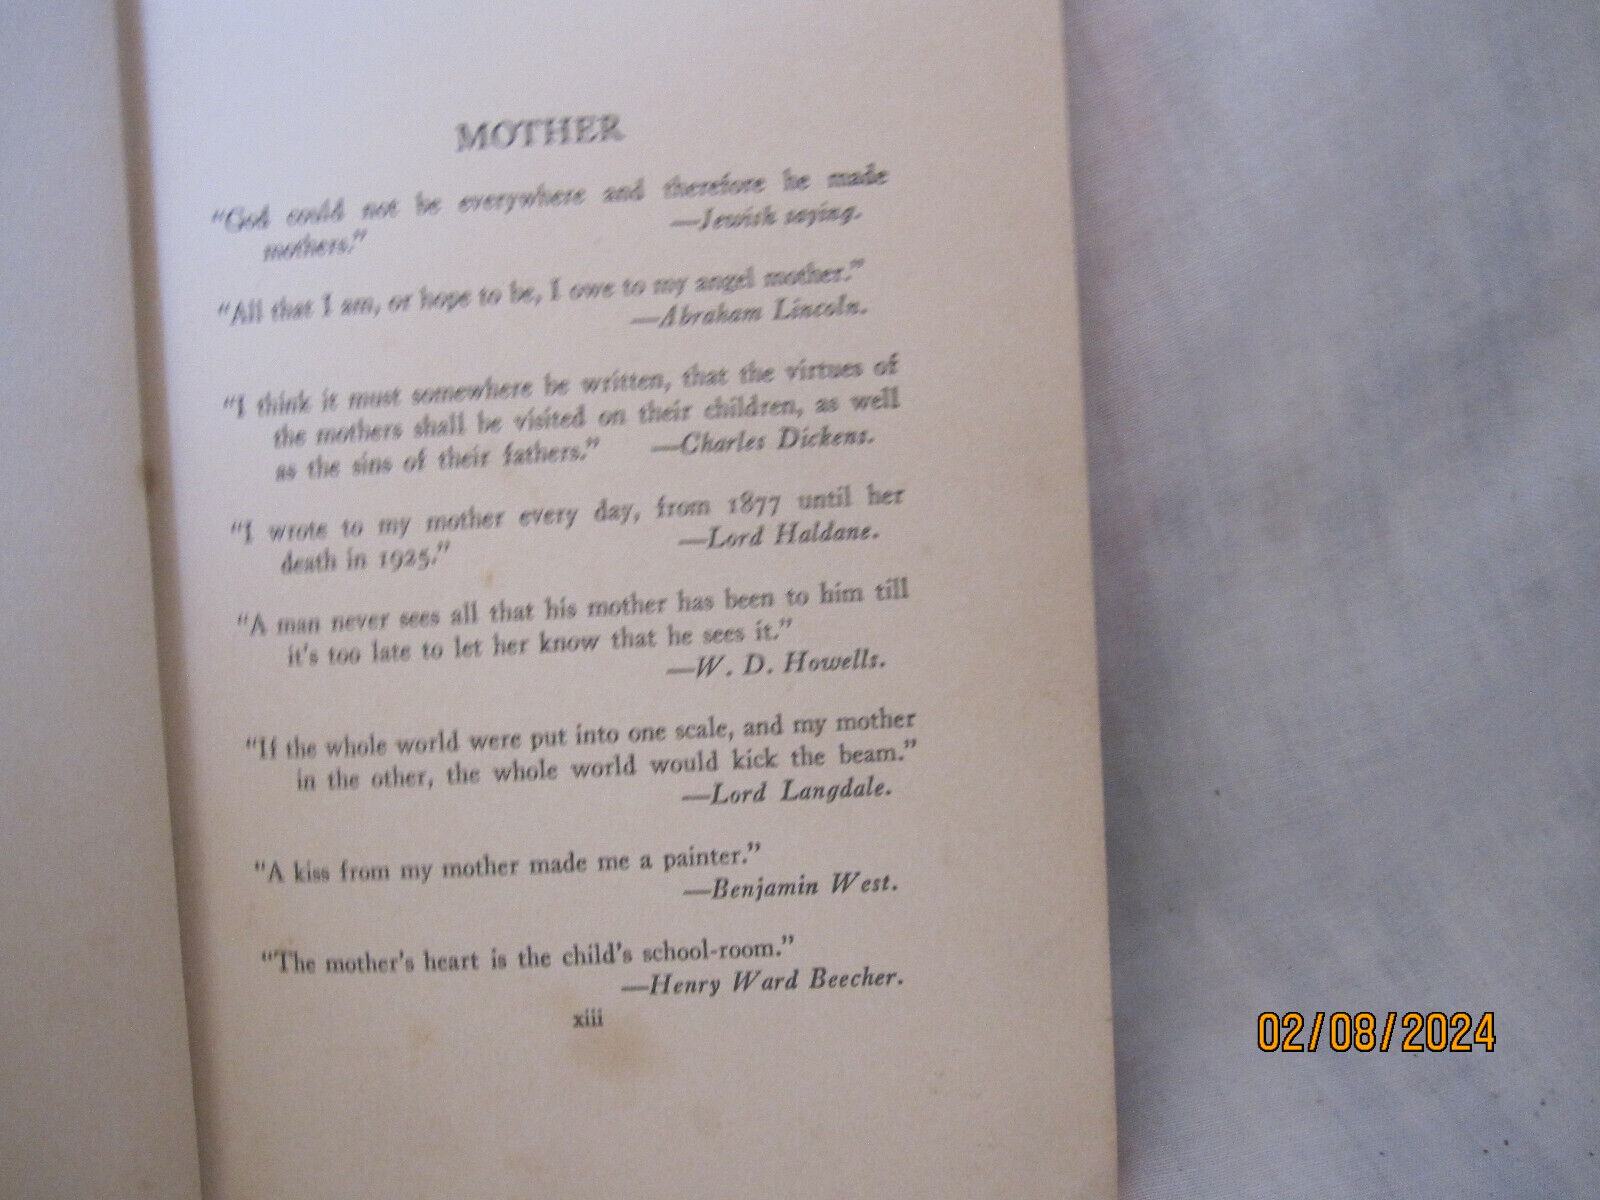 MOTHER
"God could not be everywhere and therefore he made
mothers." —Jewish saying.
"All that I am, or hope to be, I owe to my angel mother."
—Abraham Lincoln.
"I think it must somewhere be written, that the virtues of
the mothers shall be visited on their children, as well
as the sins of their fathers." —Charles Dickens.
"I wrote to my mother every day, from 1877 until her
death in 1925." —Lord Haldane.
"A man never sees all that his mother has been to him till
it's too late to let her know that he sees it."
—W. D. Howells.
"If the whole world were put into one scale, and my mother
in the other, the whole world would kick the beam."
—Lord Langdale.
"A kiss from my mother made me a painter."
—Benjamin West.
"The mother's heart is the child's school-room."
—Henry Ward Beecher.
xiii
02/08/2024